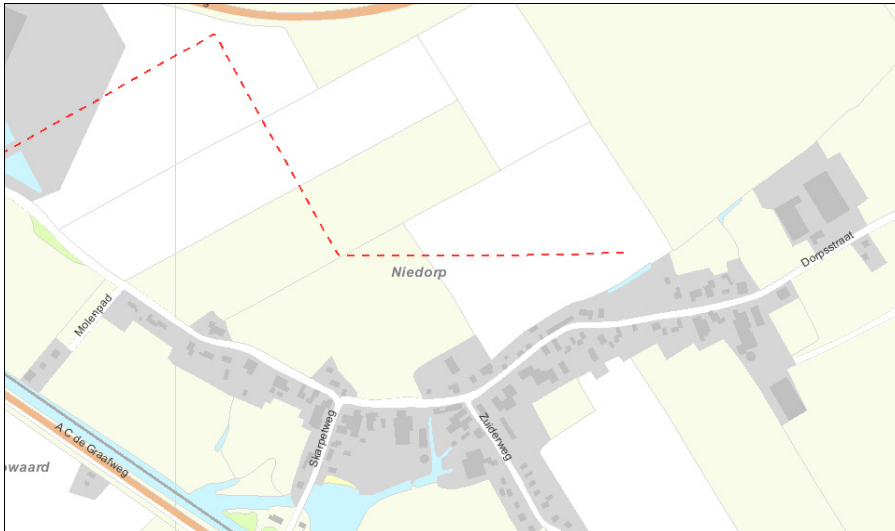 Niedorp
Dorpsstraat
Molenpad
Skarpetweg
Zuiderweg
A C de Graafweg
owaard